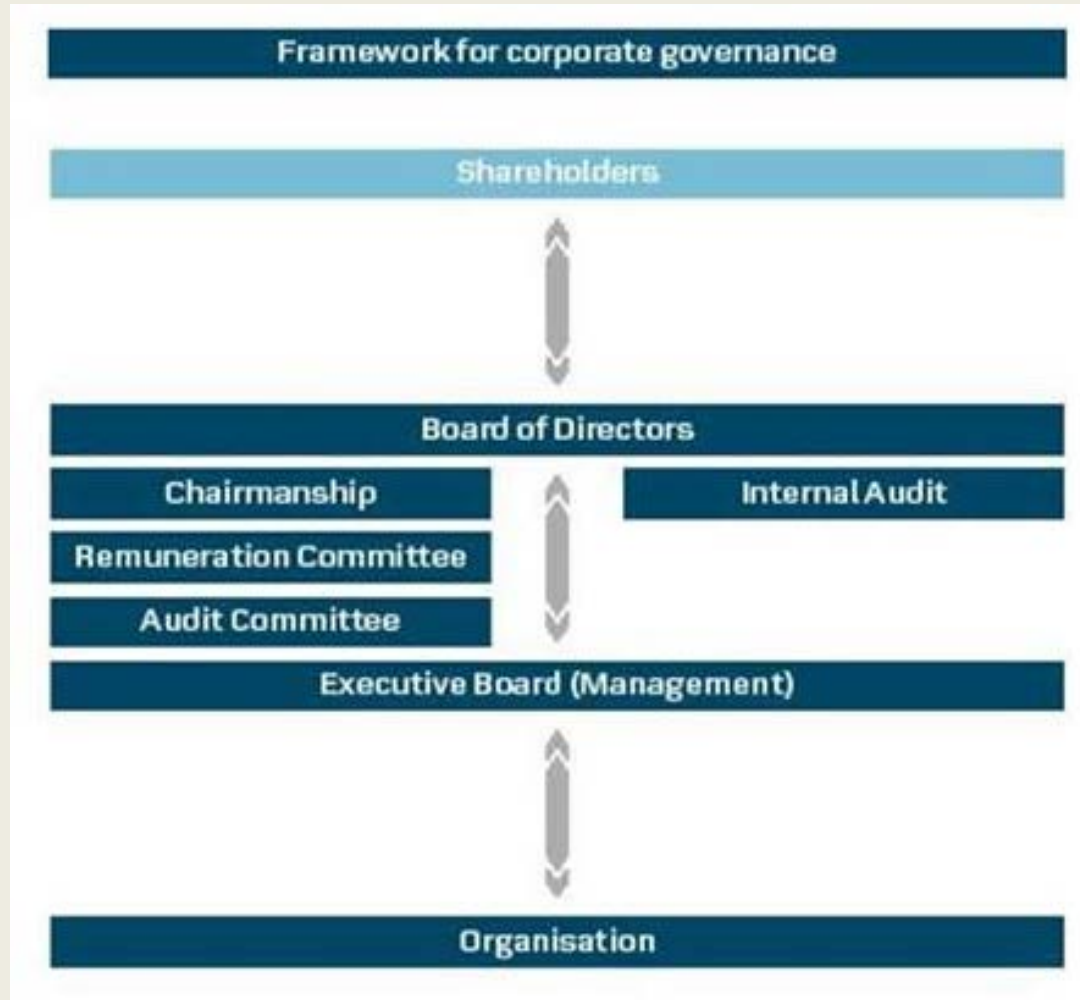 Framework for corporate governance
Shareholders
Board of Directors
Chairmanship
Internal Audit
Remuneration Committee
Audit Committee
Executive Board (Management)
Organisation